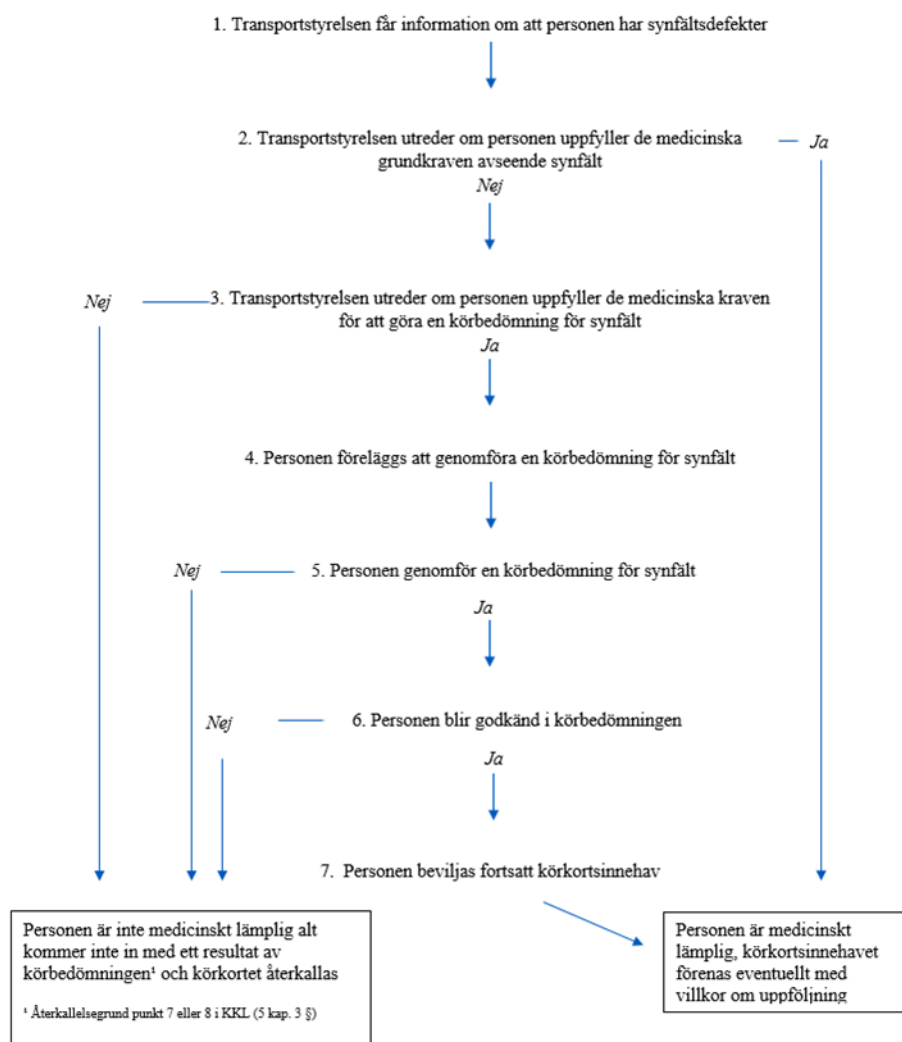 1. Transportstyrelsen får information om att personen har synfältsdefekter
2. Transportstyrelsen utreder om personen uppfyller de medicinska
grundkraven avseende synfält
Ja
Nej
Nej
3. Transportstyrelsen utreder om personen uppfyller de medicinska kraven
för att göra en körbedömning för synfält
Ja
4. Personen föreläggs att genomföra en körbedömning för synfält
Nej
5. Personen genomför en körbedömning för synfält
Ja
Nej
6. Personen blir godkänd i körbedömningen
Ja
7. Personen beviljas fortsatt körkortsinnehav
Personen är inte medicinskt lämplig alt
kommer inte in med ett resultat av
körbedömningen¹ och körkortet återkallas
¹ Återkallelsegrund punkt 7 eller 8 i KKL (5 kap. 3 §)
Personen är medicinskt
lämplig, körkortsinnehavet
förenas eventuellt med
villkor om uppföljning